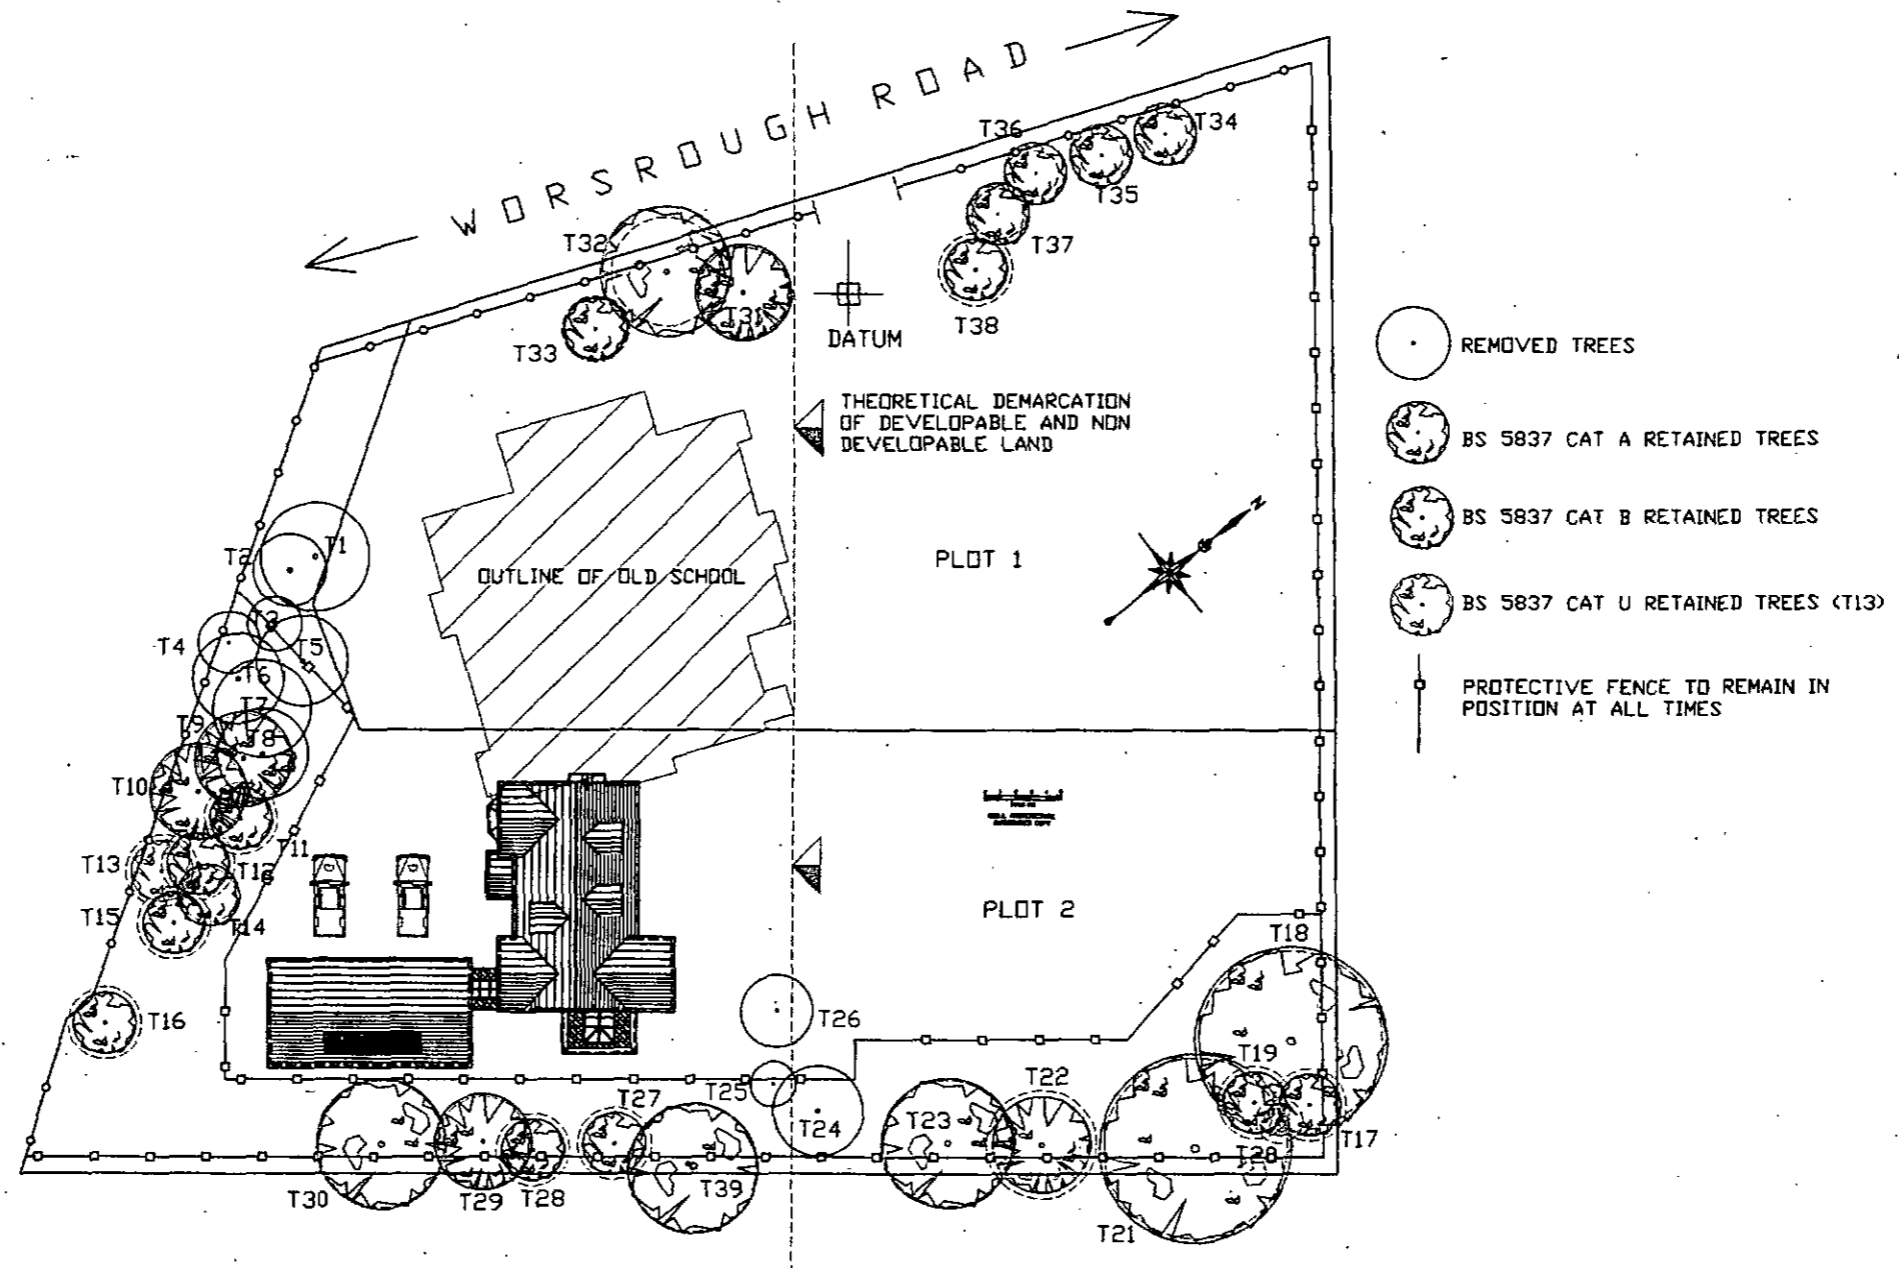 WORSROUGH ROAD
T36
T34
T35
T32
T37
T31
T38
T33
DATUM
REMOVED TREES
THEORETICAL DEMARCATION
OF DEVELOPABLE AND NON
DEVELOPABLE LAND
BS 5837 CAT A RETAINED TREES
N
BS 5837 CAT B RETAINED TREES
T2
T1
PLOT 1
OUTLINE OF OLD SCHOOL
BS 5837 CAT U RETAINED TREES (T13)
T3
T4
T5
T6
PROTECTIVE FENCE TO REMAIN IN
POSITION AT ALL TIMES
T7
T9
T8
T10
T11
T13
T12
T15
T14
PLOT 2
T18
T16
T26
T19
T25
T27
T22
T24
T23
T17
T28
T30
T29
T28
T39
T21